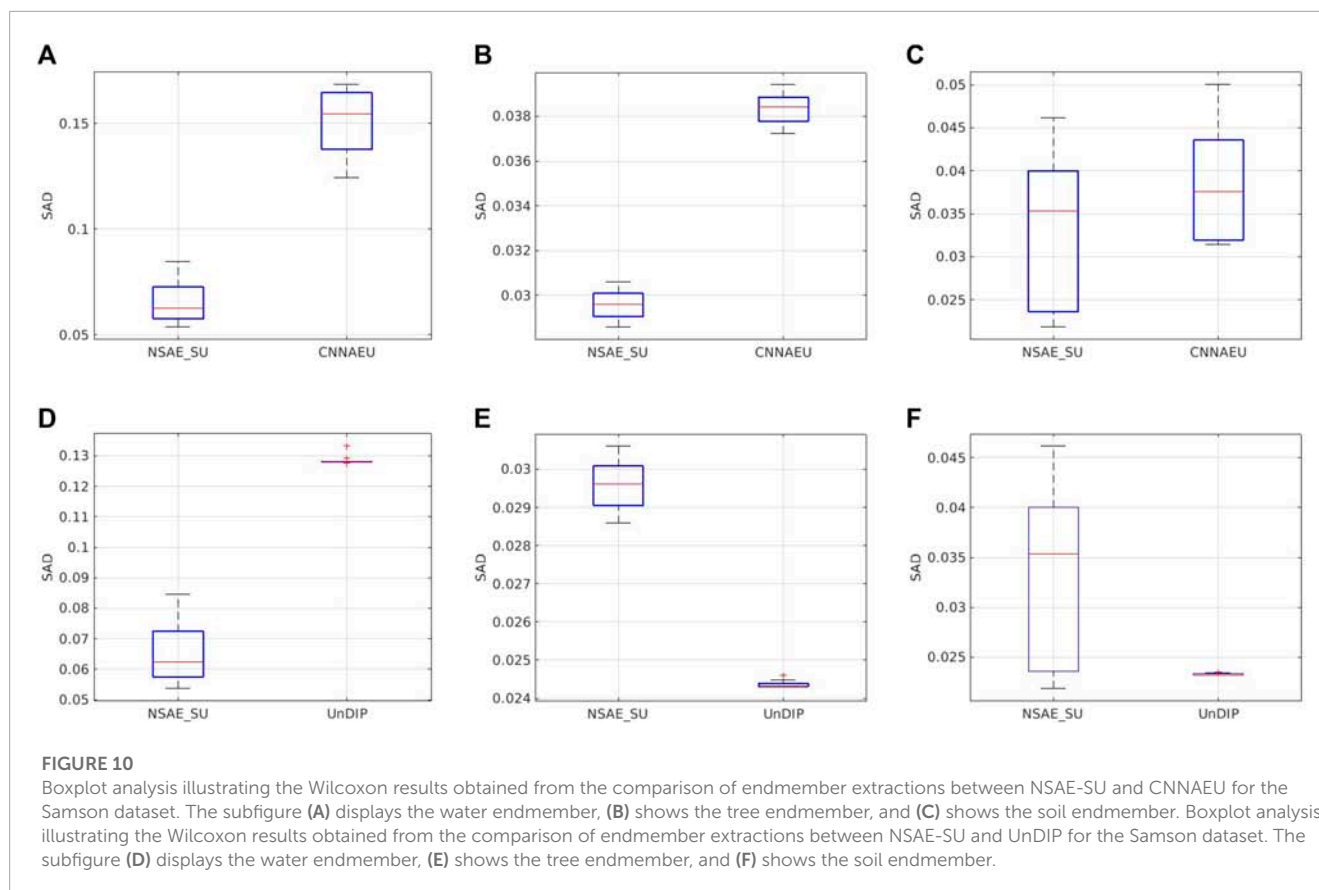 A
B
C
0.15
0.1
0.05
SAD
NSAE_SU
CNNAEU
0.038
0.036
0.034
0.032
0.03
SAD
NSAE_SU
CNNAEU
0.05
0.045
0.04
0.035
0.03
0.025
SAD
NSAE_SU
CNNAEU
D
E
F
0.13
0.12
0.11
0.1
0.09
0.08
0.07
0.06
0.05
SAD
NSAE_SU
UnDIP
0.03
0.029
0.028
0.027
0.026
0.025
0.024
SAD
NSAE_SU
UnDIP
0.045
0.04
0.035
0.03
0.025
SAD
NSAE_SU
UnDIP
FIGURE 10
Boxplot analysis illustrating the Wilcoxon results obtained from the comparison of endmember extractions between NSAE-SU and CNNAEU for the
Samson dataset. The subfigure (A) displays the water endmember, (B) shows the tree endmember, and (C) shows the soil endmember. Boxplot analysis
illustrating the Wilcoxon results obtained from the comparison of endmember extractions between NSAE-SU and UnDIP for the Samson dataset. The
subfigure (D) displays the water endmember, (E) shows the tree endmember, and (F) shows the soil endmember.